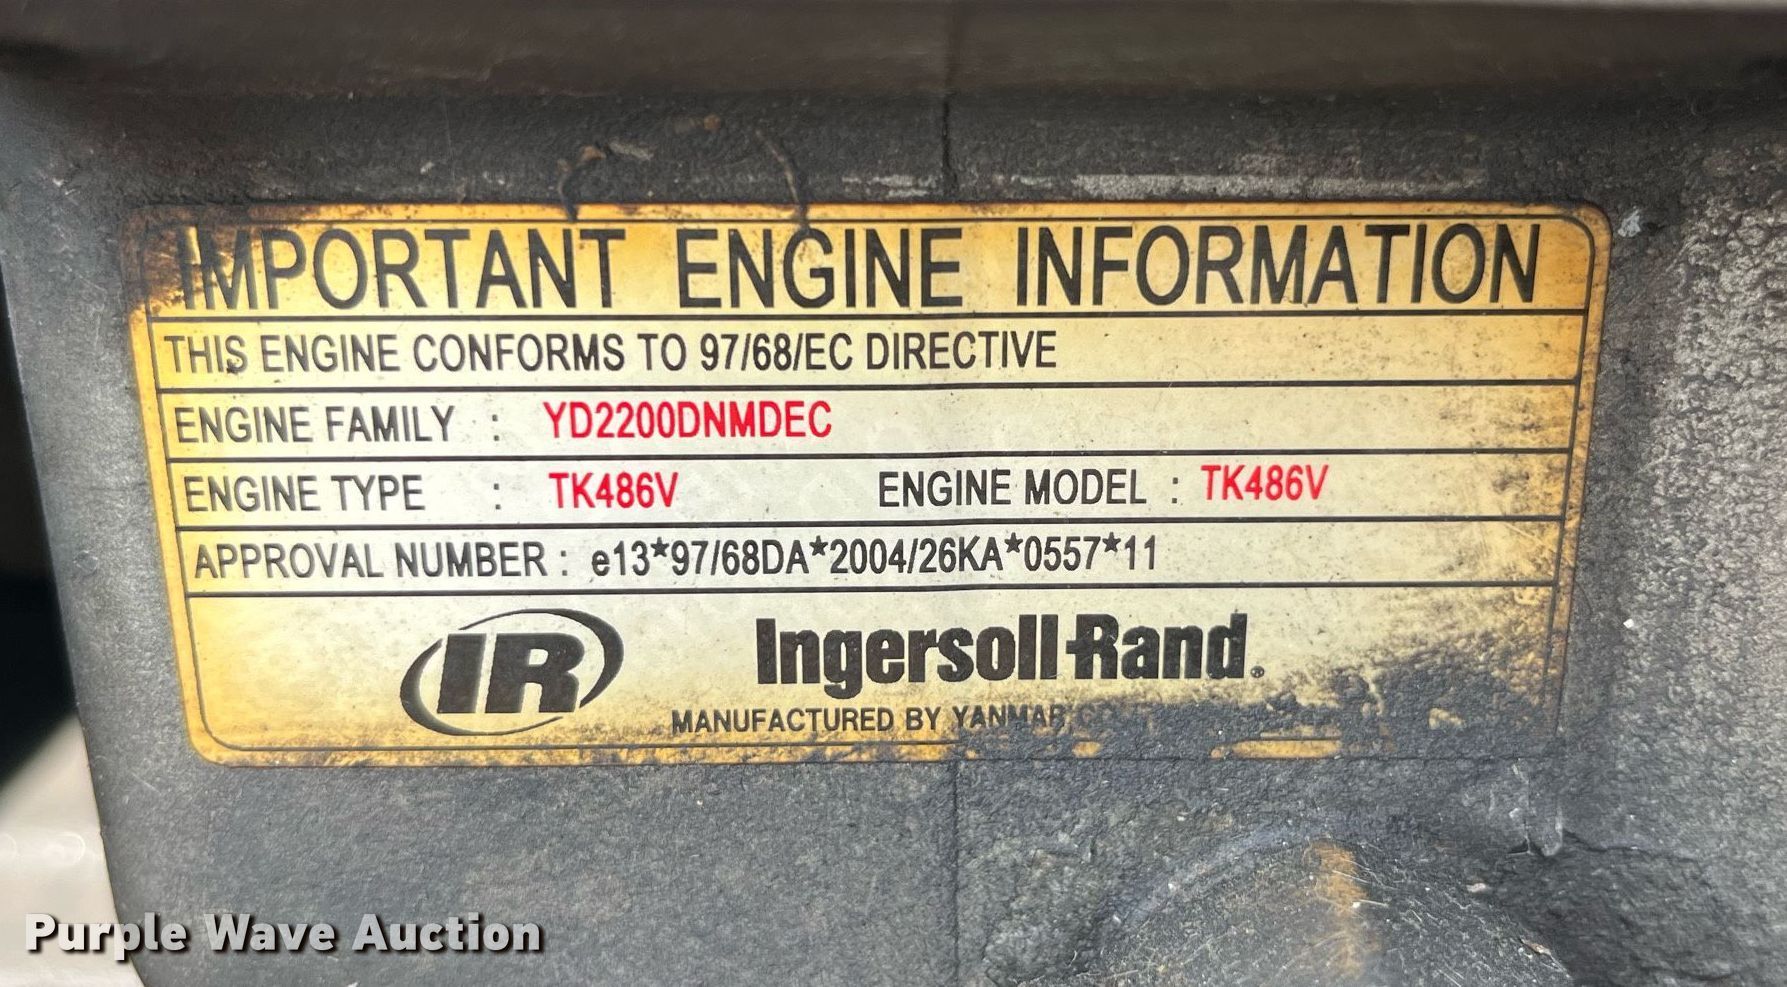 IMPORTANT ENGINE INFORMATION
THIS ENGINE CONFORMS TO 97/68/EC DIRECTIVE
ENGINE FAMILY : YD2200DNMDEC
ENGINE TYPE : TK486V ENGINE MODEL : TK486V
APPROVAL NUMBER : e13*97/68DA*2004/26KA*0557*11
IR Ingersoll-Rand®
MANUFACTURED BY YANMAR
Purple Wave Auction